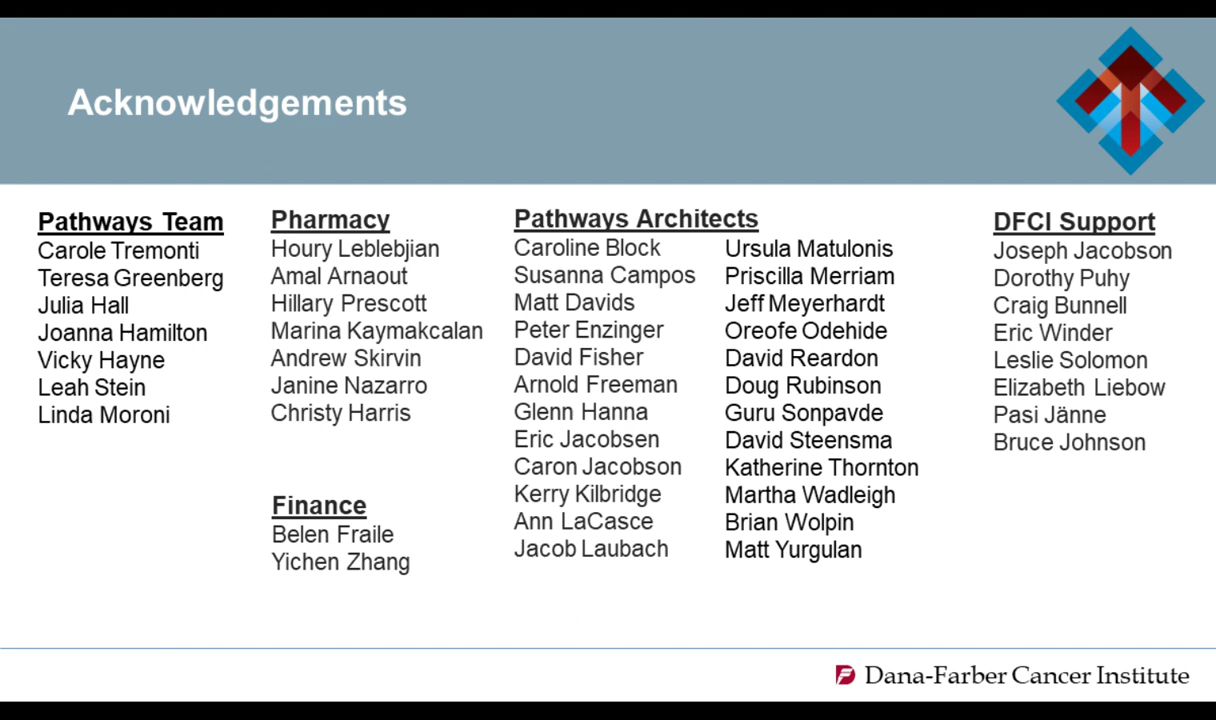 Acknowledgements
Pathways Team
Carole Tremonti
Teresa Greenberg
Julia Hall
Joanna Hamilton
Vicky Hayne
Leah Stein
Linda Moroni
Pharmacy
Houry Leblebjian
Amal Arnaout
Hillary Prescott
Marina Kaymakcalan
Andrew Skirvin
Janine Nazarro
Christy Harris
Finance
Belen Fraile
Yichen Zhang
Pathways Architects
Caroline Block
Susanna Campos
Matt Davids
Peter Enzinger
David Fisher
Arnold Freeman
Glenn Hanna
Eric Jacobsen
Caron Jacobson
Kerry Kilbridge
Ann LaCasce
Jacob Laubach
Ursula Matulonis
Priscilla Merriam
Jeff Meyerhardt
Oreofe Odehide
David Reardon
Doug Rubinson
Guru Sonpavde
David Steensma
Katherine Thornton
Martha Wadleigh
Brian Wolpin
Matt Yurgulan
DFCI Support
Joseph Jacobson
Dorothy Puhy
Craig Bunnell
Eric Winder
Leslie Solomon
Elizabeth Liebow
Pasi Jänne
Bruce Johnson
Dana-Farber Cancer Institute